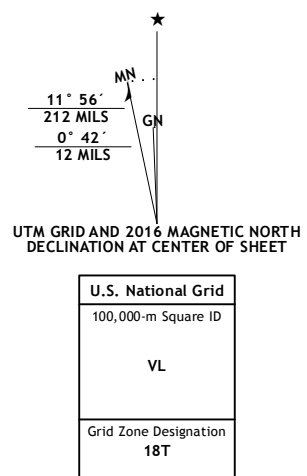 ★
MN
GN
11° 56´
212 MILS
0° 42´
12 MILS
UTM GRID AND 2016 MAGNETIC NORTH
DECLINATION AT CENTER OF SHEET
U.S. National Grid
100,000-m Square ID
VL
Grid Zone Designation
18T